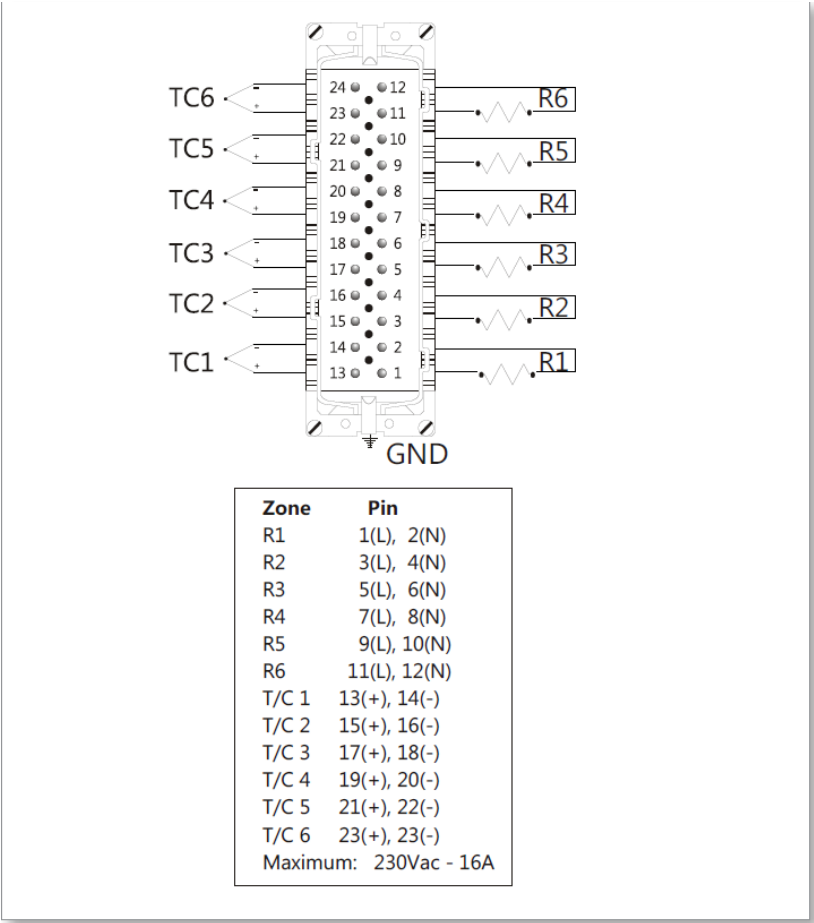 TC6 - + 24 12 R6
23 11
TC5 - + 22 10 R5
21 9
TC4 - + 20 8 R4
19 7
TC3 - + 18 6 R3
17 5
TC2 - + 16 4 R2
15 3
TC1 - + 14 2 R1
13 1
GND
Zone Pin
R1 1(L), 2(N)
R2 3(L), 4(N)
R3 5(L), 6(N)
R4 7(L), 8(N)
R5 9(L), 10(N)
R6 11(L), 12(N)
T/C 1 13(+), 14(-)
T/C 2 15(+), 16(-)
T/C 3 17(+), 18(-)
T/C 4 19(+), 20(-)
T/C 5 21(+), 22(-)
T/C 6 23(+), 23(-)
Maximum: 230Vac - 16A